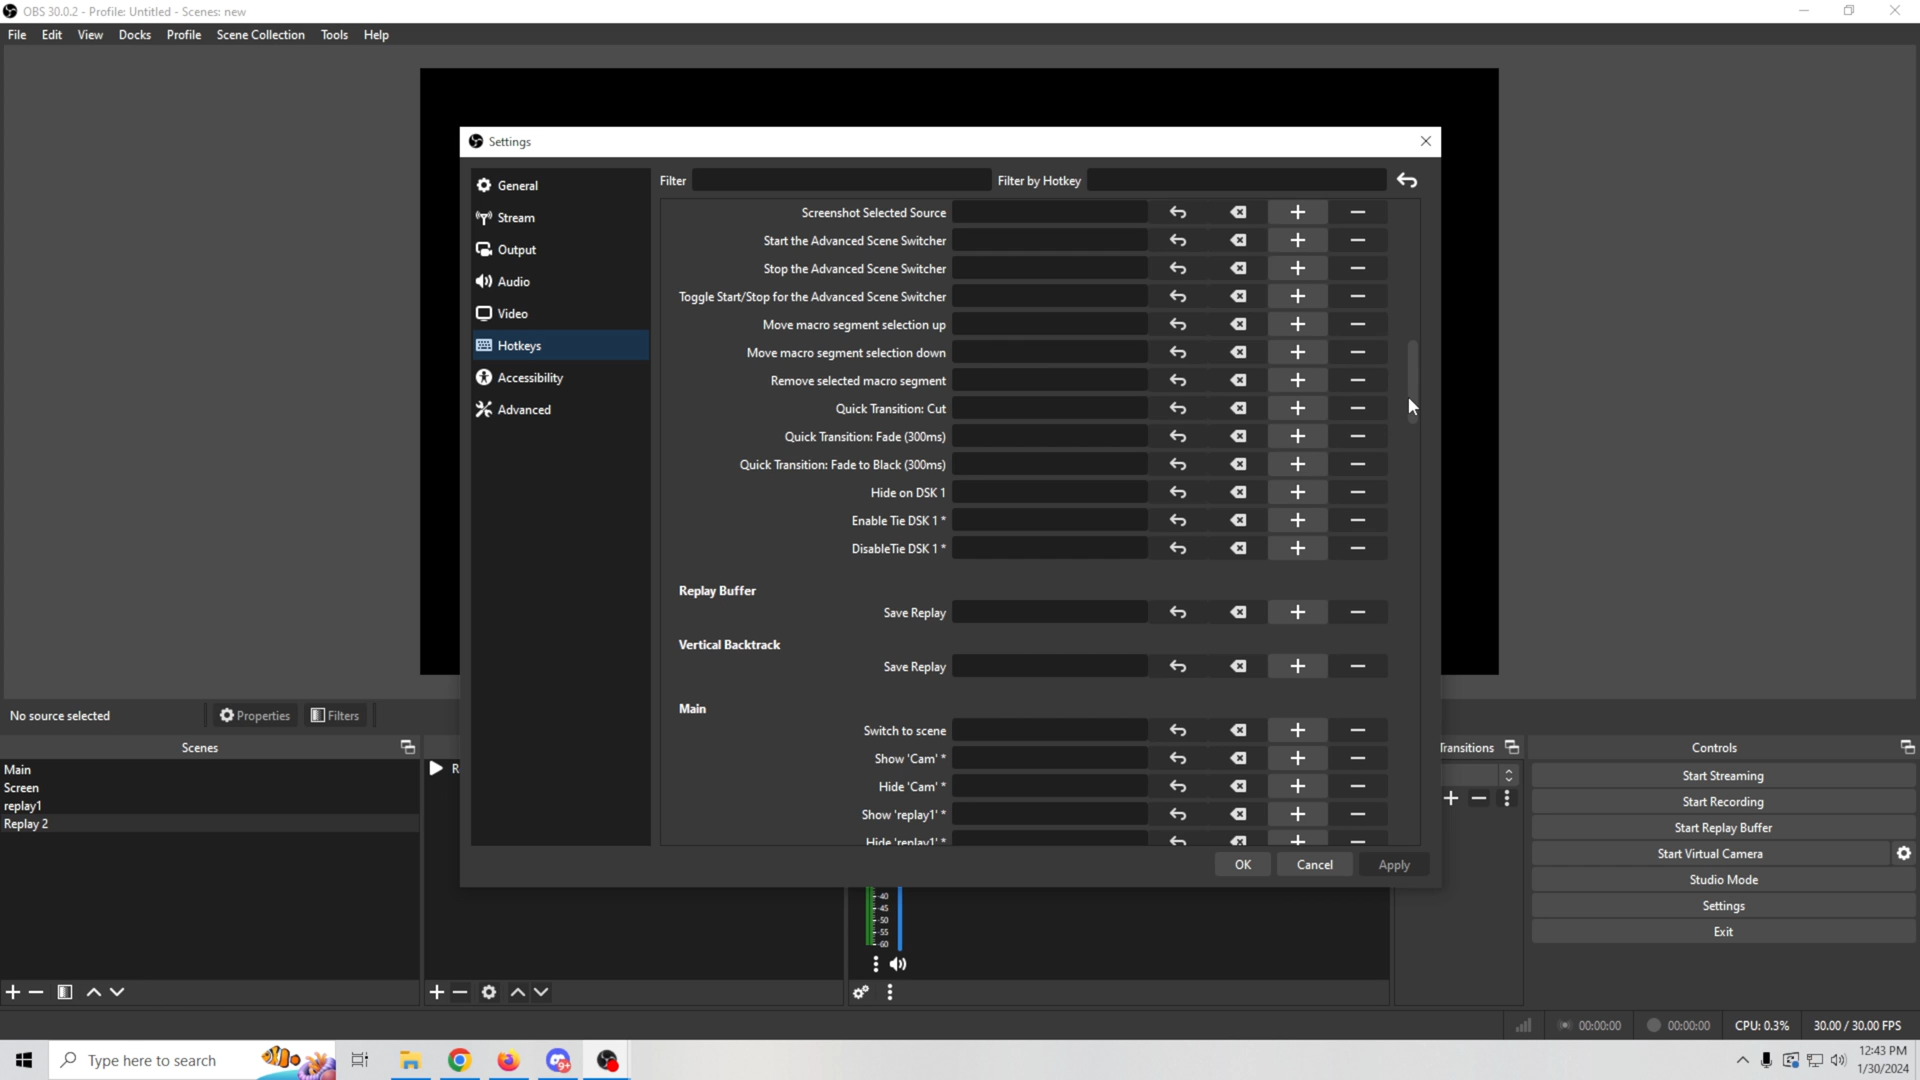 OBS 30.0.2 - Profile: Untitled - Scenes: new
File Edit View Docks Profile Scene Collection Tools Help
Settings
General
Stream
Output
Audio
Video
Hotkeys
Accessibility
Advanced
Filter Filter by Hotkey
Screenshot Selected Source
Start the Advanced Scene Switcher
Stop the Advanced Scene Switcher
Toggle Start/Stop for the Advanced Scene Switcher
Move macro segment selection up
Move macro segment selection down
Remove selected macro segment
Quick Transition: Cut
Quick Transition: Fade (300ms)
Quick Transition: Fade to Black (300ms)
Hide on DSK 1
Enable Tie DSK 1 *
DisableTie DSK 1 *
Replay Buffer
Save Replay
Vertical Backtrack
Save Replay
Main
Switch to scene
Show 'Cam' *
Hide 'Cam' *
Show 'replay1' *
Hide 'replay1' *
OK Cancel Apply
No source selected Properties Filters
Scenes
Main
Screen
replay1
Replay 2
R
-40
-45
-50
-55
-60
Transitions
Controls
Start Streaming
Start Recording
Start Replay Buffer
Start Virtual Camera
Studio Mode
Settings
Exit
00:00:00 00:00:00 CPU: 0.3% 30.00 / 30.00 FPS
Type here to search
9+
12:43 PM
1/30/2024